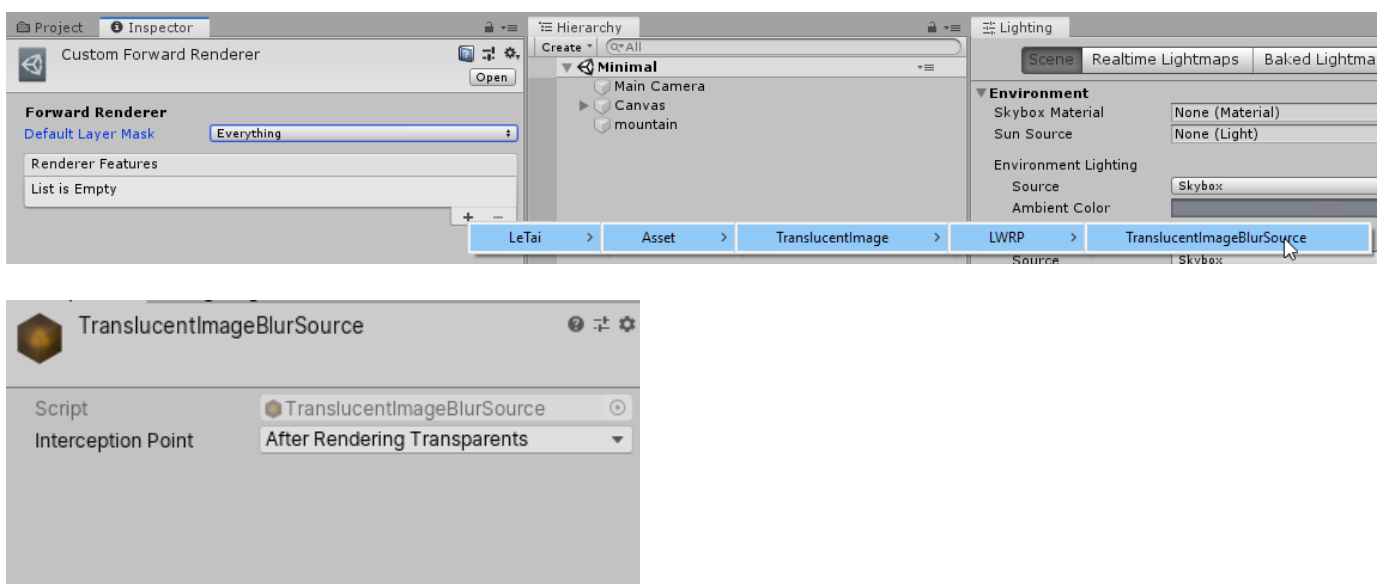 Project
Inspector
Custom Forward Renderer
Open
Forward Renderer
Default Layer Mask
Everything
Renderer Features
List is Empty
+ −
Hierarchy
Create
All
Minimal
Main Camera
Canvas
mountain
Lighting
Scene
Realtime Lightmaps
Baked Lightma
Environment
Skybox Material
None (Material)
Sun Source
None (Light)
Environment Lighting
Source
Skybox
Ambient Color
LeTai > Asset > TranslucentImage > LWRP > TranslucentImageBlurSource
Source
Skybox
TranslucentImageBlurSource
Script
TranslucentImageBlurSource
Interception Point
After Rendering Transparents